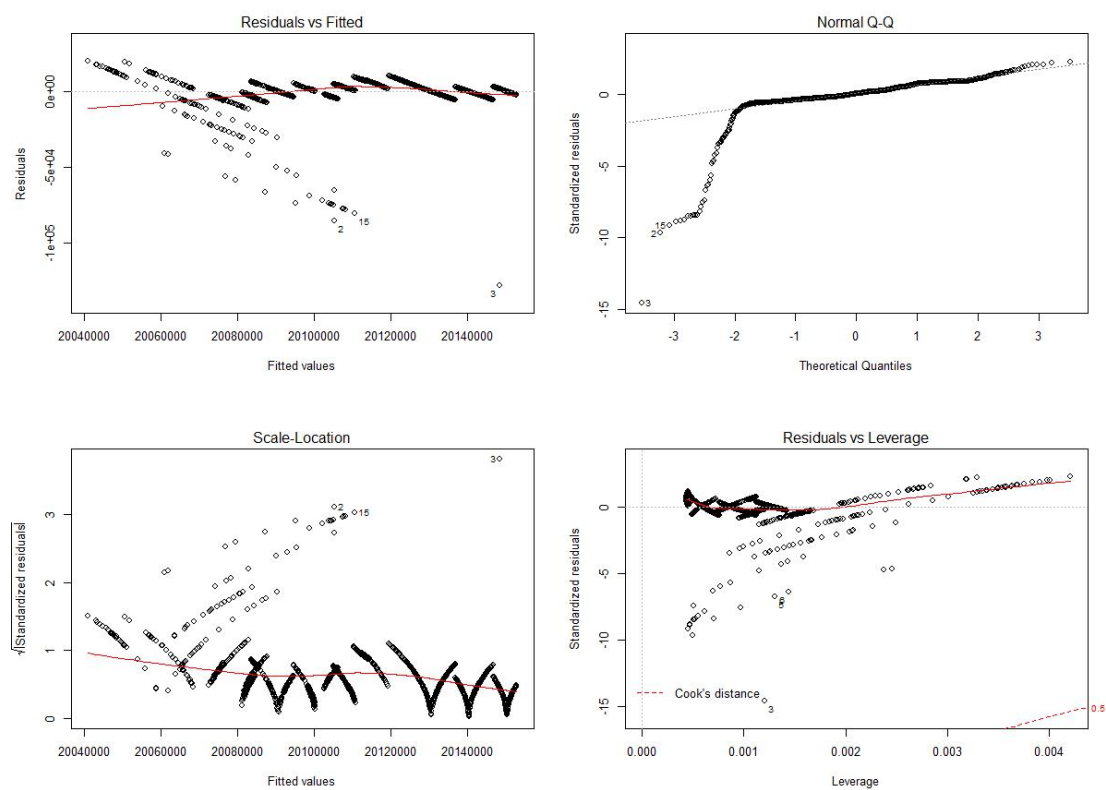 Residuals vs Fitted
Residuals
0e+00
-5e+04
-1e+05
2
15
3
20040000 20060000 20080000 20100000 20120000 20140000
Fitted values
Normal Q-Q
Standardized residuals
0
-5
-10
-15
15
2
3
-3 -2 -1 0 1 2 3
Theoretical Quantiles
Scale-Location
√|Standardized residuals|
3
2
1
0
3
2
15
20040000 20060000 20080000 20100000 20120000 20140000
Fitted values
Residuals vs Leverage
Standardized residuals
0
-5
-10
-15
Cook's distance
3
0.5
0.000 0.001 0.002 0.003 0.004
Leverage